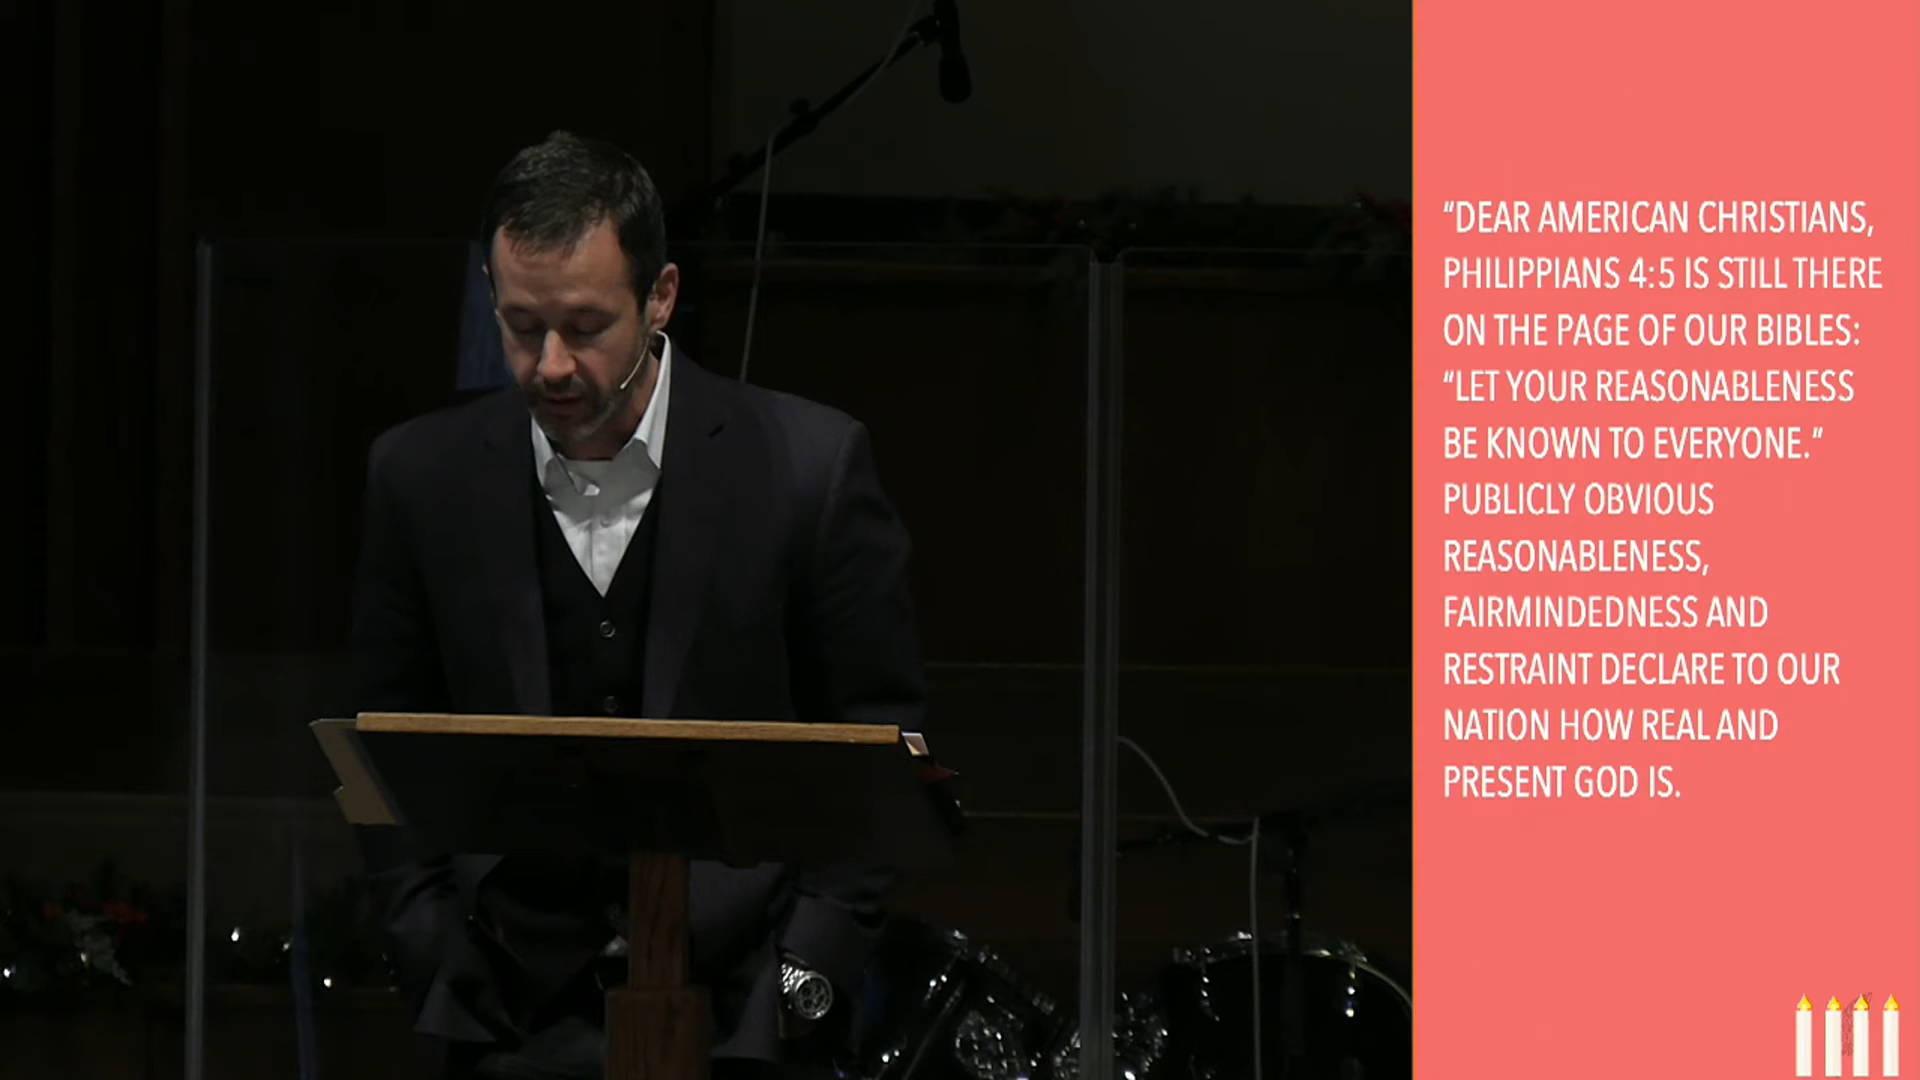 “DEAR AMERICAN CHRISTIANS,
PHILIPPIANS 4:5 IS STILL THERE
ON THE PAGE OF OUR BIBLES:
“LET YOUR REASONABLENESS
BE KNOWN TO EVERYONE.“
PUBLICLY OBVIOUS
REASONABLENESS,
FAIRMINDEDNESS AND
RESTRAINT DECLARE TO OUR
NATION HOW REAL AND
PRESENT GOD IS.